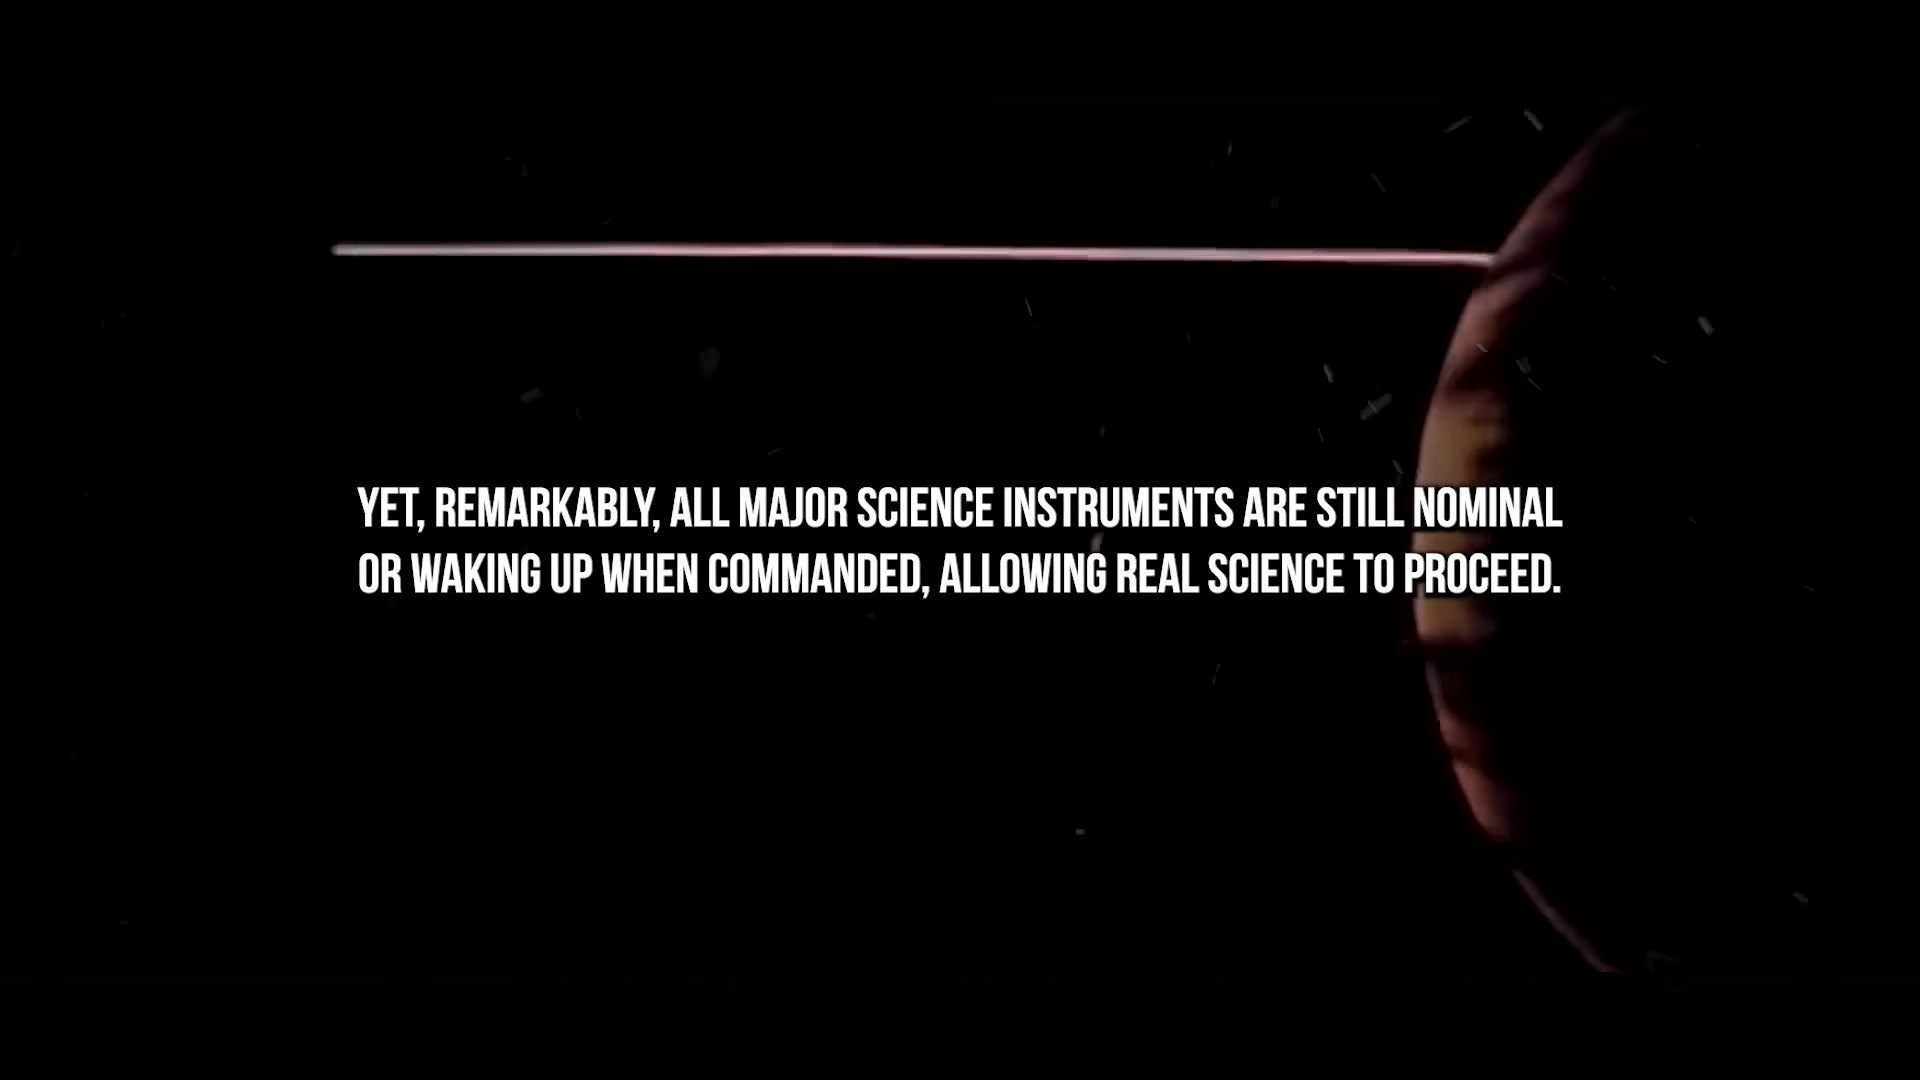 YET, REMARKABLY, ALL MAJOR SCIENCE INSTRUMENTS ARE STILL NOMINAL
OR WAKING UP WHEN COMMANDED, ALLOWING REAL SCIENCE TO PROCEED.